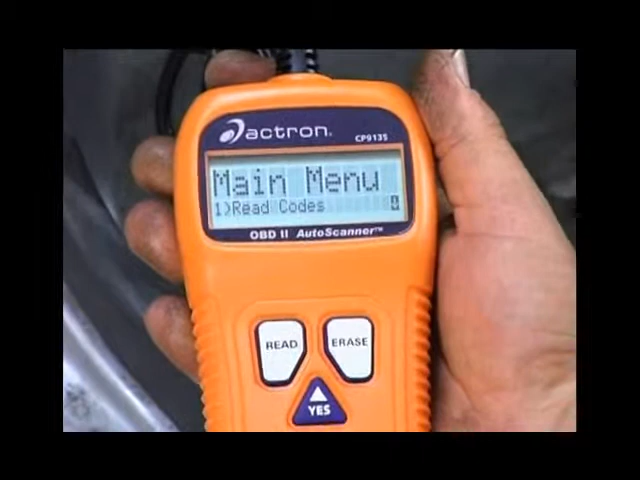 actron®
CP9135
Main Menu
1)Read Codes
OBD II AutoScanner™
READ
ERASE
YES